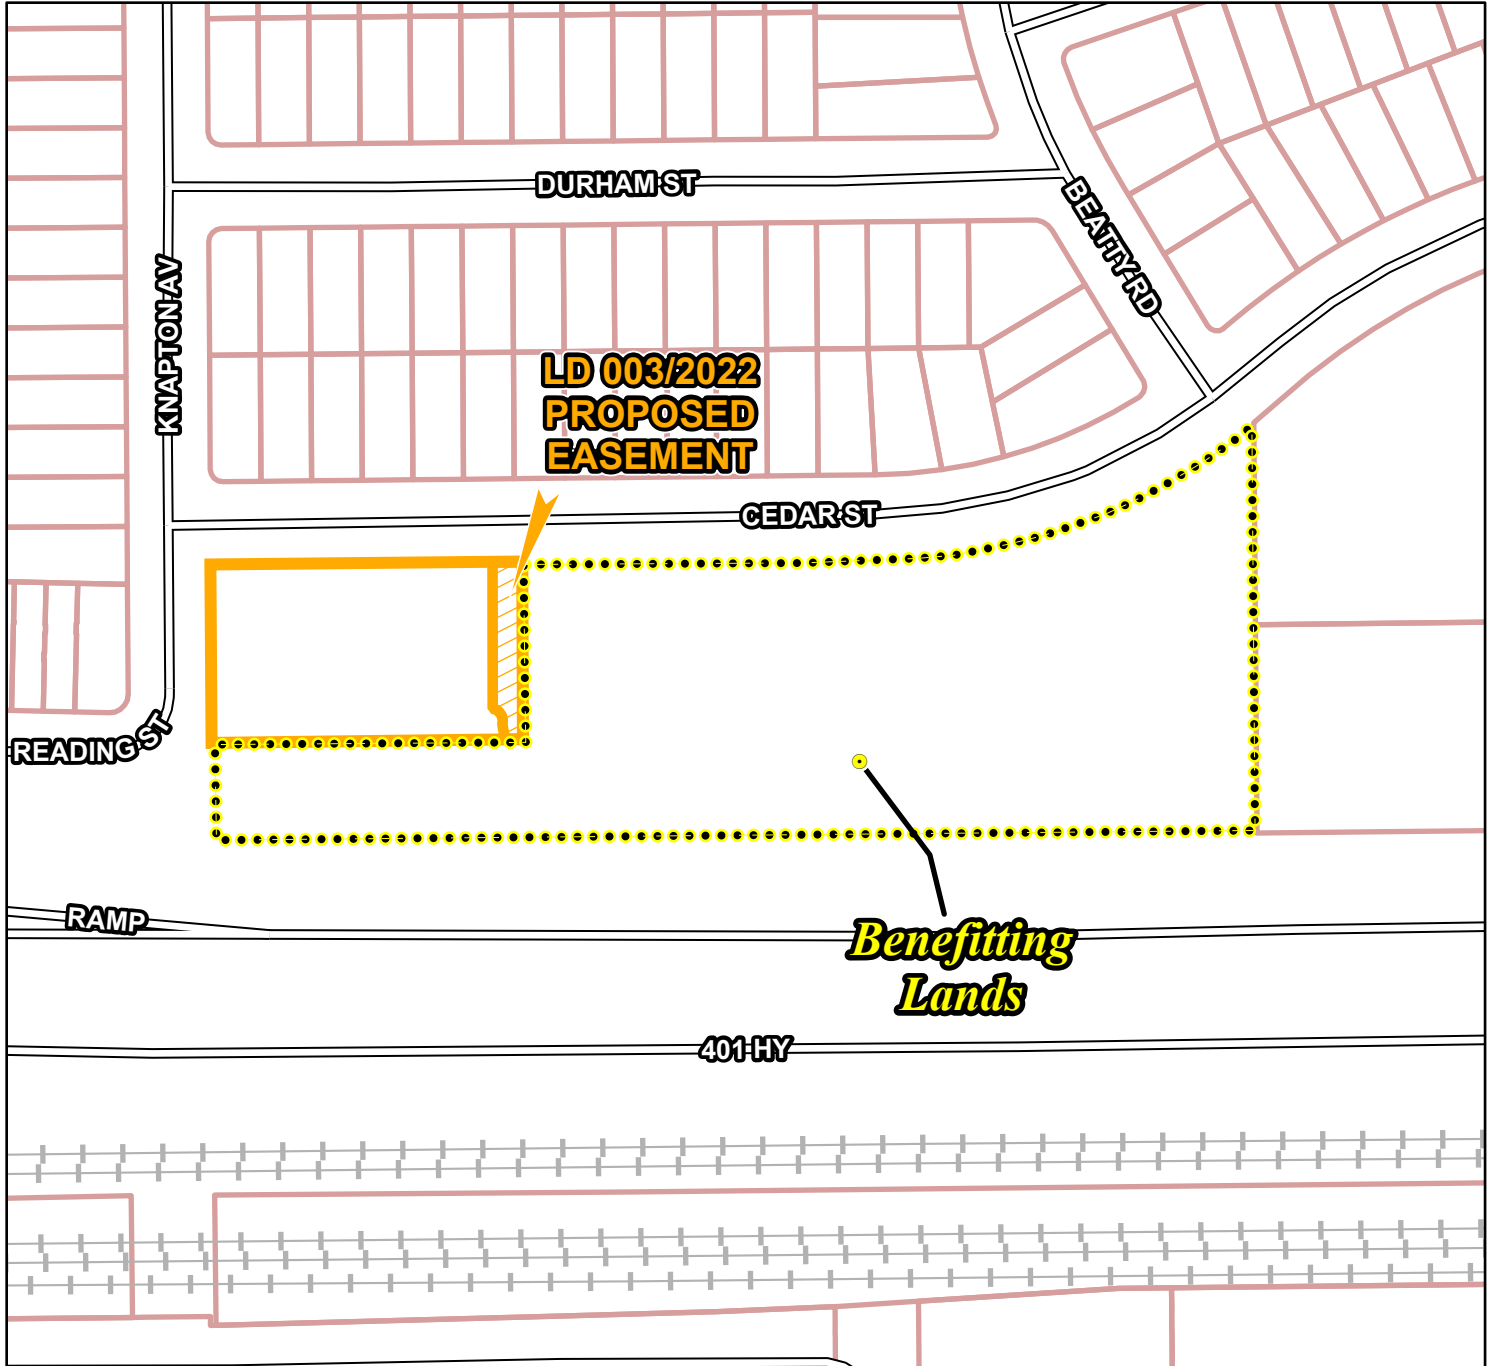 DURHAM ST
BEATTY RD
KNAPTON AV
LD 003/2022
PROPOSED
EASEMENT
CEDAR ST
READING ST
RAMP
Benefitting
Lands
401 HY